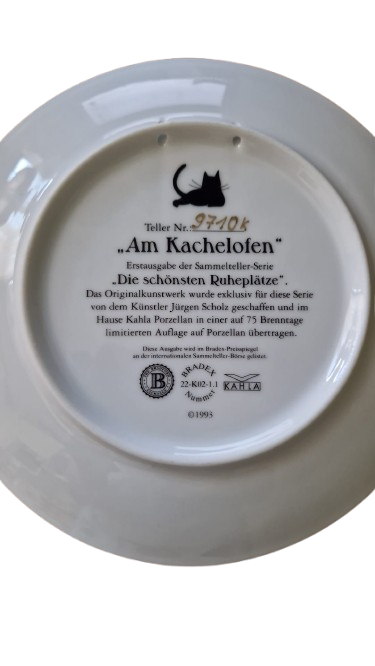 Teller Nr.: 9710k
„Am Kachelofen“
Erstausgabe der Sammelteller-Serie
„Die schönsten Ruheplätze“.
Das Originalkunstwerk wurde exklusiv für diese Serie
von dem Künstler Jürgen Scholz geschaffen und im
Hause Kahla Porzellan in einer auf 75 Brenntage
limitierten Auflage auf Porzellan übertragen.
Diese Ausgabe wird im Bradex-Preisspiegel
an der internationalen Sammelteller-Börse gelistet.
B
BRADEX
22-K02-1.1
Nummer
KAHLA
©1993